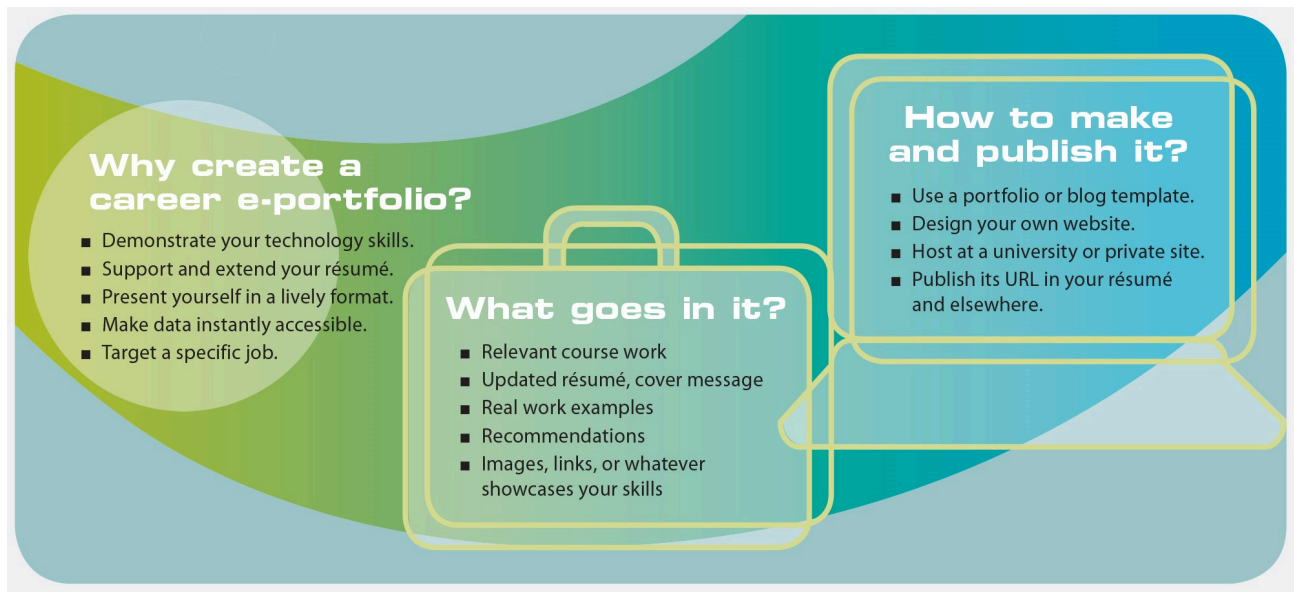 Why create a
career e-portfolio?
■ Demonstrate your technology skills.
■ Support and extend your résumé.
■ Present yourself in a lively format.
■ Make data instantly accessible.
■ Target a specific job.
What goes in it?
■ Relevant course work
■ Updated résumé, cover message
■ Real work examples
■ Recommendations
■ Images, links, or whatever
showcases your skills
How to make
and publish it?
■ Use a portfolio or blog template.
■ Design your own website.
■ Host at a university or private site.
■ Publish its URL in your résumé
and elsewhere.